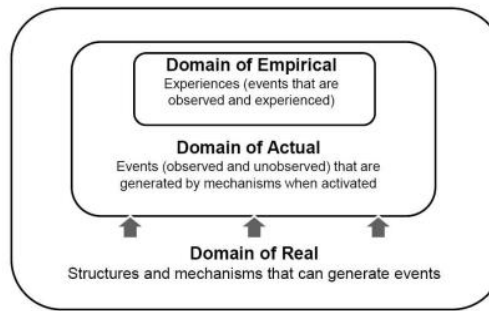 Domain of Empirical
Experiences (events that are
observed and experienced)
Domain of Actual
Events (observed and unobserved) that are
generated by mechanisms when activated
Domain of Real
Structures and mechanisms that can generate events